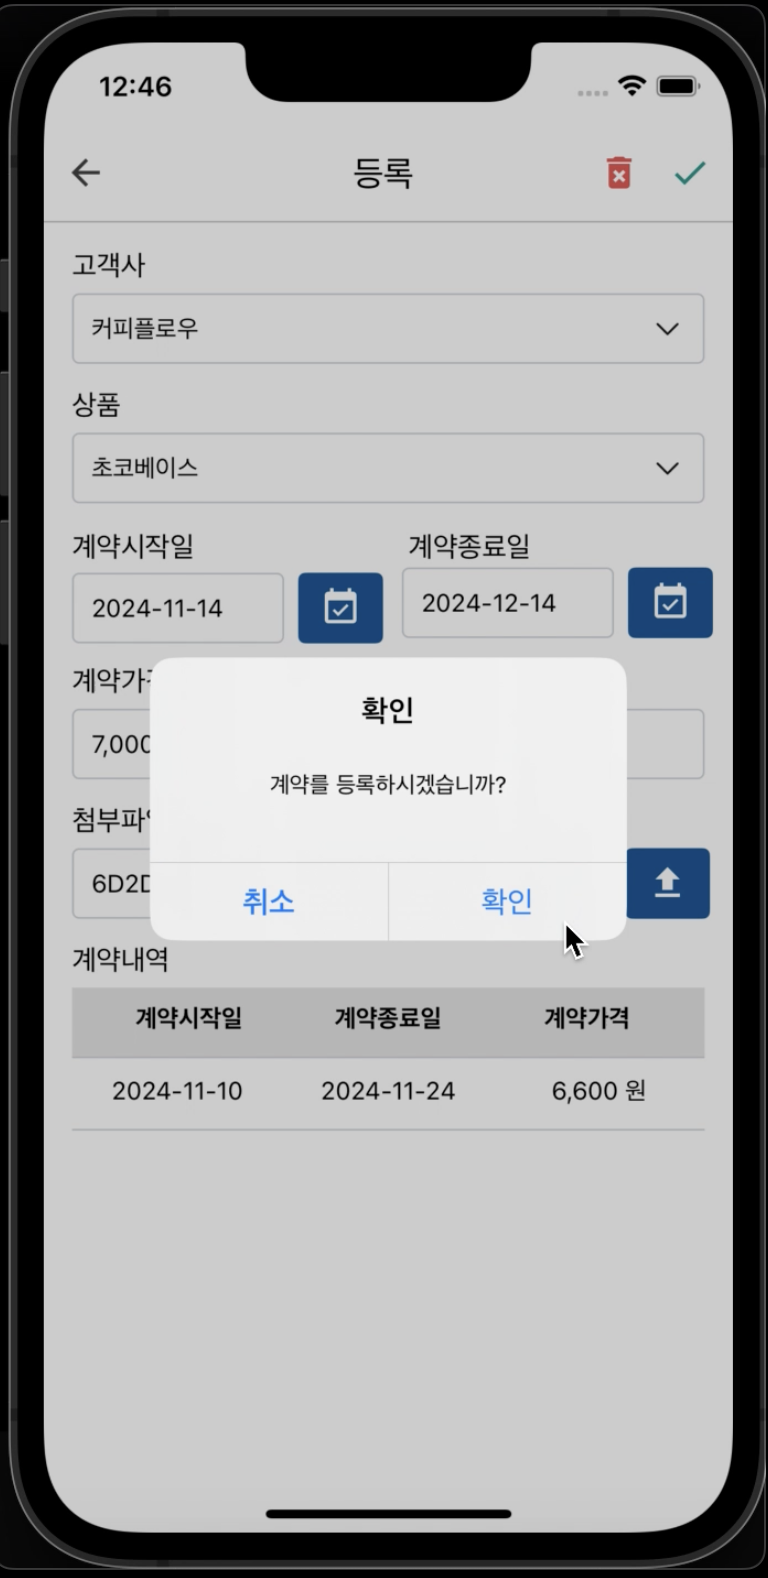 12:46
등록
고객사
커피플로우
상품
초코베이스
계약시작일 계약종료일
2024-11-14 2024-12-14
계약가
7,000
확인
계약를 등록하시겠습니까?
첨부파
6D2D
취소 확인
계약내역
계약시작일 계약종료일 계약가격
2024-11-10 2024-11-24 6,600 원